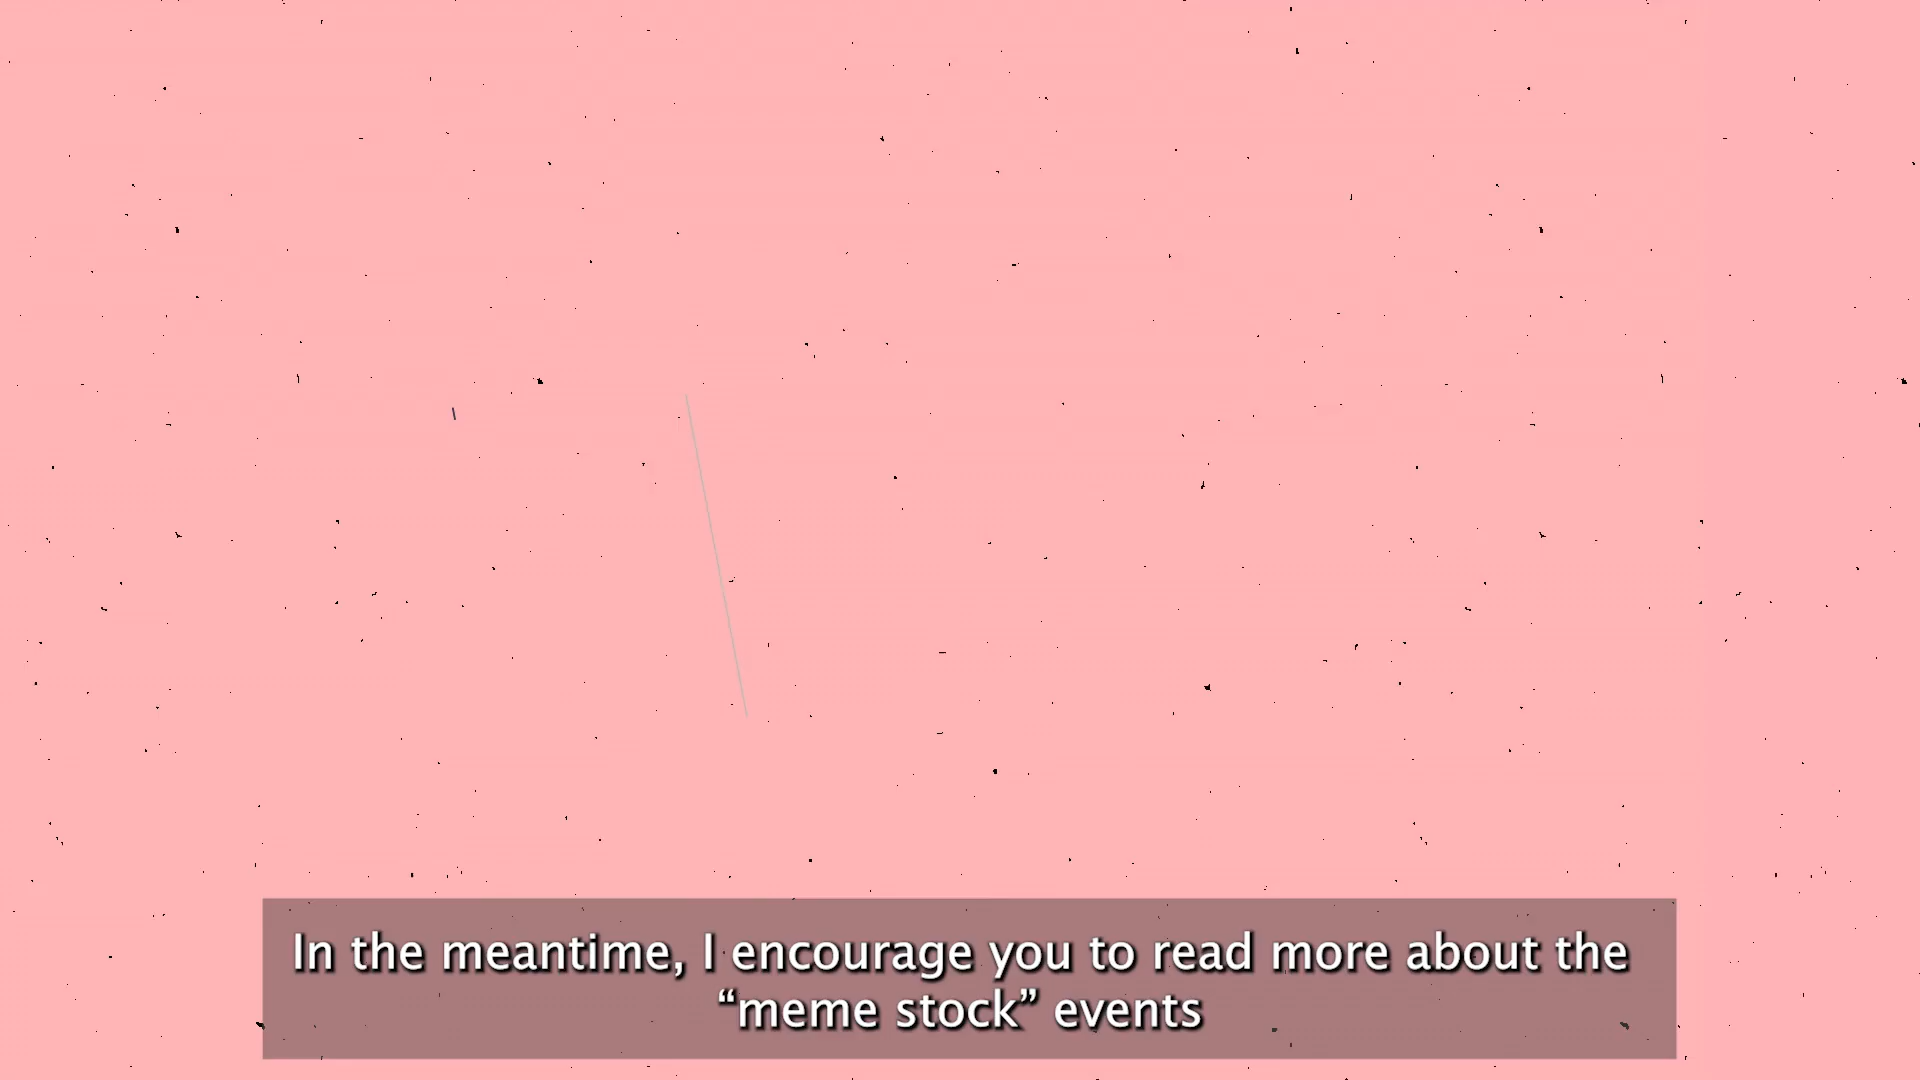 In the meantime, I encourage you to read more about the
“meme stock” events